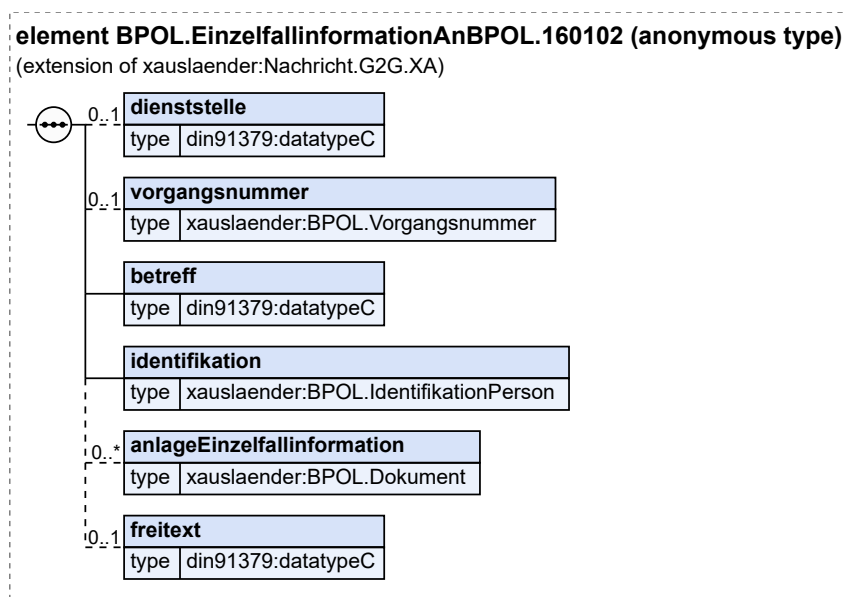 element BPOL.EinzelfallinformationAnBPOL.160102 (anonymous type)
(extension of xauslaender:Nachricht.G2G.XA)
0..1 dienststelle
type din91379:datatypeC
0..1 vorgangsnummer
type xauslaender:BPOL.Vorgangsnummer
betreff
type din91379:datatypeC
identifikation
type xauslaender:BPOL.IdentifikationPerson
0..* anlageEinzelfallinformation
type xauslaender:BPOL.Dokument
0..1 freitext
type din91379:datatypeC